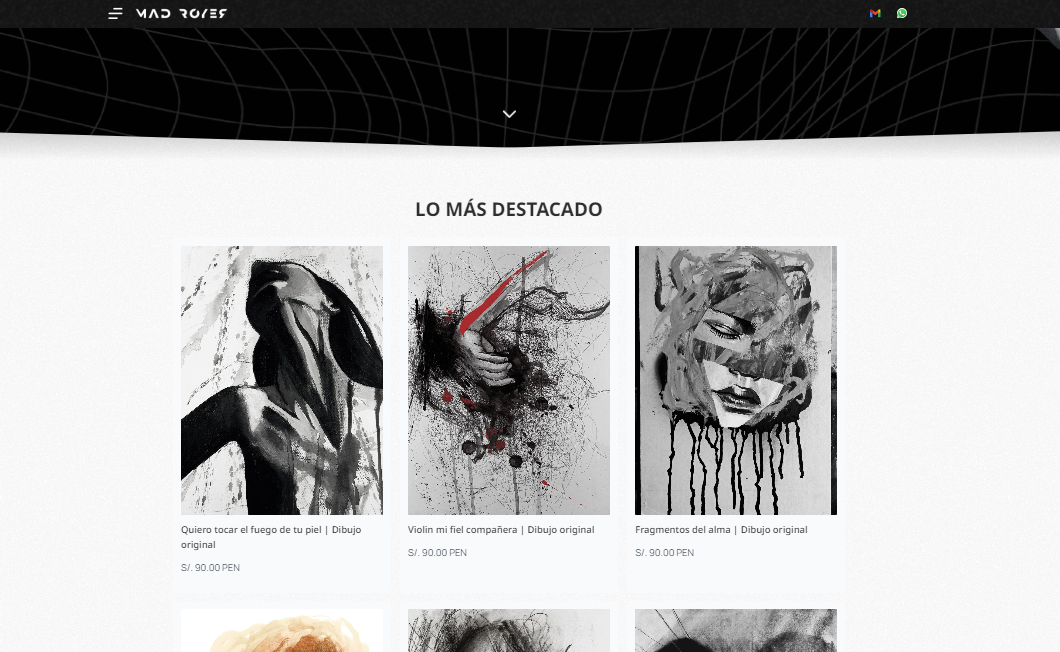 MAD ROYER
LO MÁS DESTACADO
Quiero tocar el fuego de tu piel | Dibujo
original
S/. 90.00 PEN
Violin mi fiel compañera | Dibujo original
S/. 90.00 PEN
Fragmentos del alma | Dibujo original
S/. 90.00 PEN